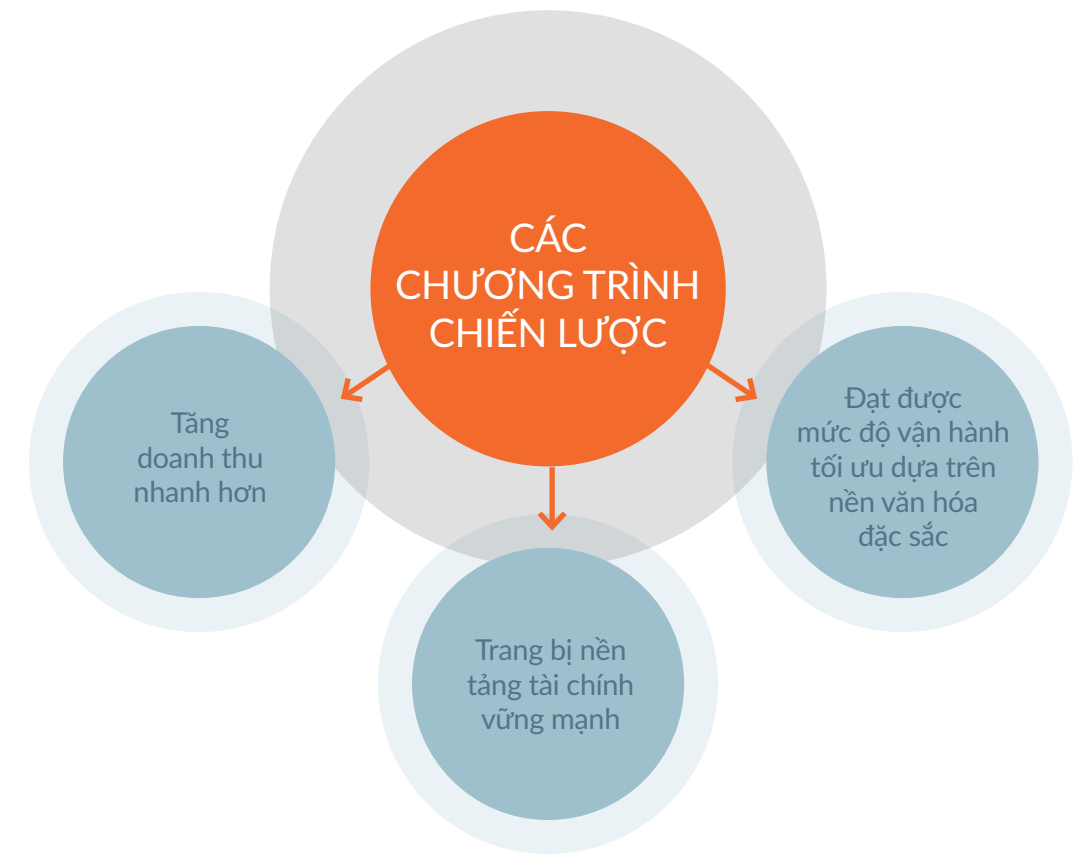 CÁC
CHƯƠNG TRÌNH
CHIẾN LƯỢC
Tăng
doanh thu
nhanh hơn
Trang bị nền
tảng tài chính
vững mạnh
Đạt được
mức độ vận hành
tối ưu dựa trên
nền văn hóa
đặc sắc